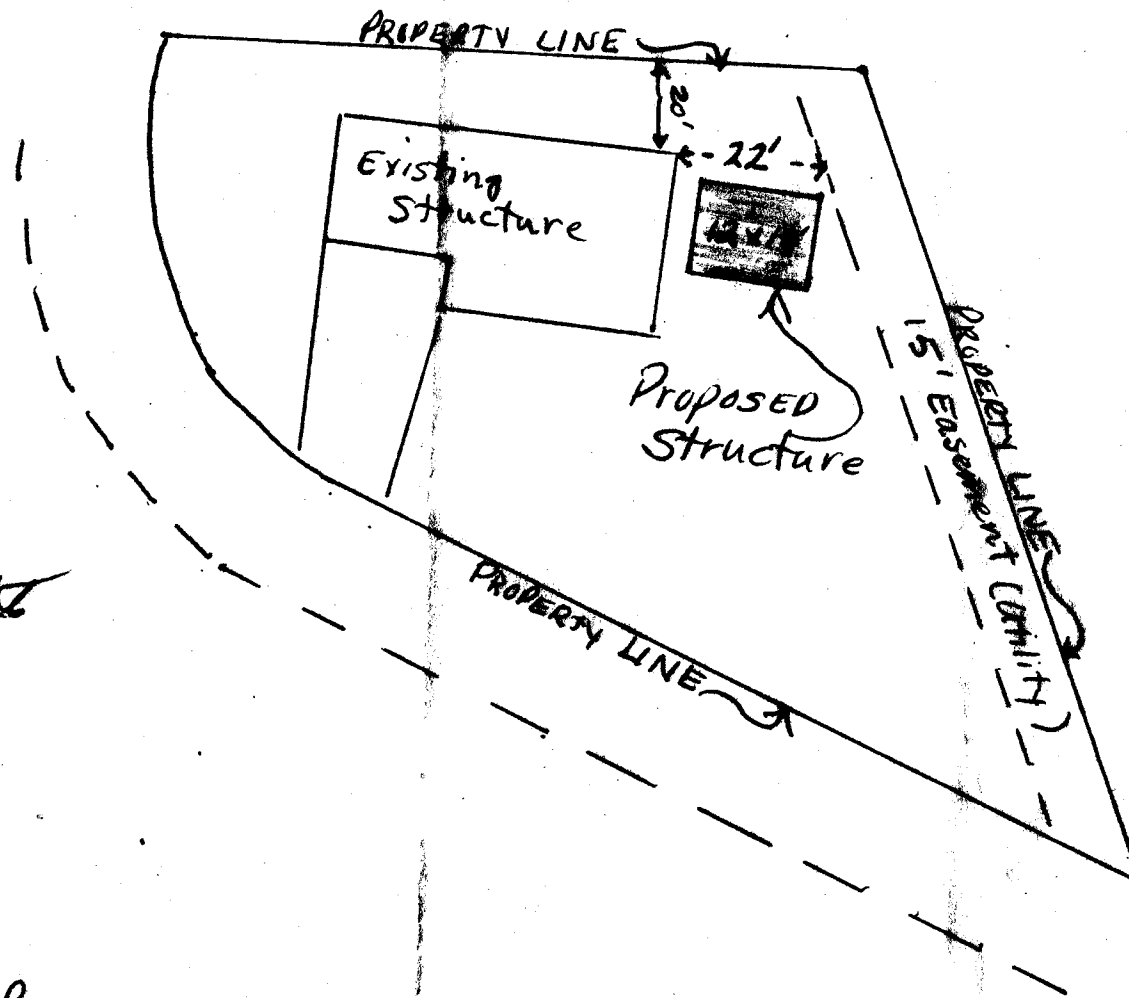 PROPERTY LINE
20'
22'
Existing
Structure
Proposed
Structure
PROPERTY LINE
15' Easement (Utility)
PROPERTY LINE